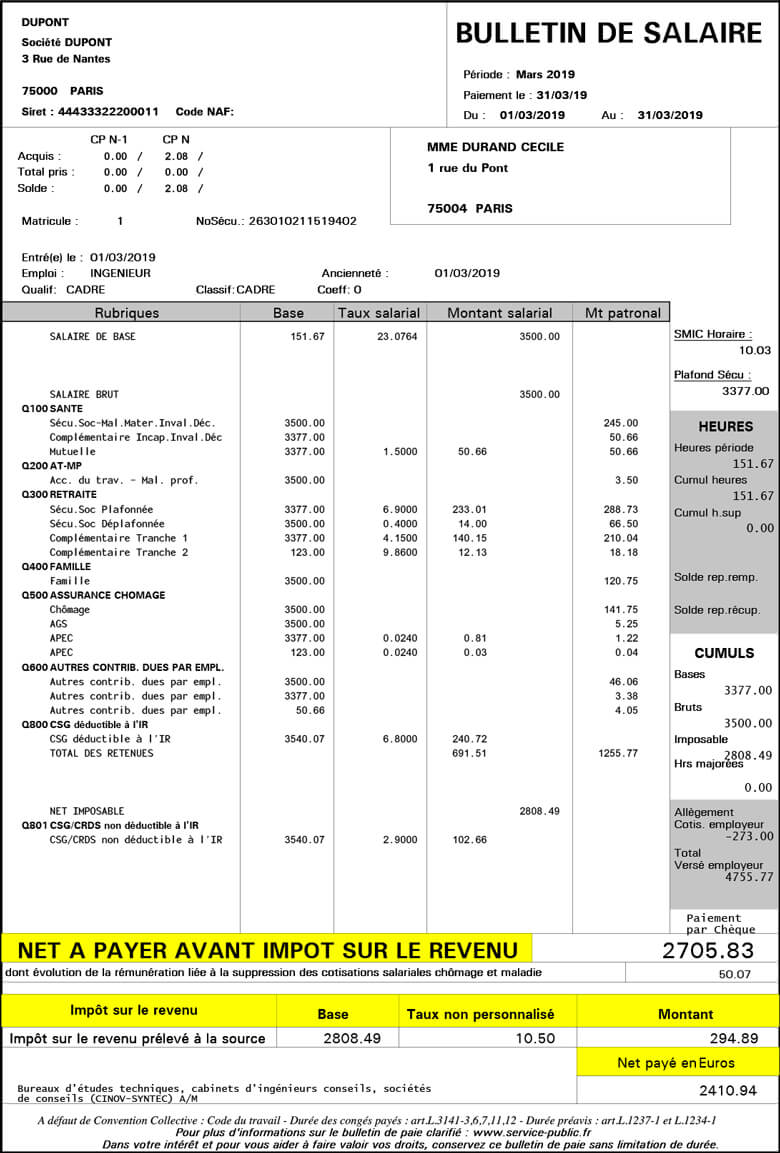 DUPONT
Société DUPONT
3 Rue de Nantes
75000 PARIS
Siret : 44433322200011 Code NAF:
BULLETIN DE SALAIRE
Période : Mars 2019
Paiement le : 31/03/19
Du : 01/03/2019 Au : 31/03/2019
CP N-1 CP N
Acquis : 0.00 / 2.08 /
Total pris : 0.00 / 0.00 /
Solde : 0.00 / 2.08 /
Matricule : 1 NoSécu.: 263010211519402
MME DURAND CECILE
1 rue du Pont
75004 PARIS
Entré(e) le : 01/03/2019
Emploi : INGENIEUR Ancienneté : 01/03/2019
Qualif: CADRE Classif: CADRE Coeff: 0
Rubriques Base Taux salarial Montant salarial Mt patronal
SALAIRE DE BASE 151.67 23.0764 3500.00
SALAIRE BRUT 3500.00
Q100 SANTE
Sécu.Soc-Mal.Mater.Inval.Déc. 3500.00 245.00
Complémentaire Incap.Inval.Déc 3377.00 50.66
Mutuelle 3377.00 1.5000 50.66 50.66
Q200 AT-MP
Acc. du trav. - Mal. prof. 3500.00 3.50
Q300 RETRAITE
Sécu.Soc Plafonnée 3377.00 6.9000 233.01 288.73
Sécu.Soc Déplafonnée 3500.00 0.4000 14.00 66.50
Complémentaire Tranche 1 3377.00 4.1500 140.15 210.04
Complémentaire Tranche 2 123.00 9.8600 12.13 18.18
Q400 FAMILLE
Famille 3500.00 120.75
Q500 ASSURANCE CHOMAGE
Chômage 3500.00 141.75
AGS 3500.00 5.25
APEC 3377.00 0.0240 0.81 1.22
APEC 123.00 0.0240 0.03 0.04
Q600 AUTRES CONTRIB. DUES PAR EMPL.
Autres contrib. dues par empl. 3500.00 46.06
Autres contrib. dues par empl. 3377.00 3.38
Autres contrib. dues par empl. 50.66 4.05
Q800 CSG déductible à l'IR
CSG déductible à l'IR 3540.07 6.8000 240.72
TOTAL DES RETENUES 691.51 1255.77
NET IMPOSABLE 2808.49
Q801 CSG/CRDS non déductible à l'IR
CSG/CRDS non déductible à l'IR 3540.07 2.9000 102.66
SMIC Horaire :
10.03
Plafond Sécu :
3377.00
HEURES
Heures période
151.67
Cumul heures
151.67
Cumul h.sup
0.00
Solde rep.remp.
Solde rep.récup.
CUMULS
Bases
3377.00
Bruts
3500.00
Imposable
2808.49
Hrs majorées
0.00
Allègement
Cotis. employeur
-273.00
Total
Versé employeur
4755.77
Paiement
par Chèque
NET A PAYER AVANT IMPOT SUR LE REVENU 2705.83
dont évolution de la rémunération liée à la suppression des cotisations salariales chômage et maladie 50.07
Impôt sur le revenu Base Taux non personnalisé Montant
Impôt sur le revenu prélevé à la source 2808.49 10.50 294.89
Net payé en Euros
2410.94
Bureaux d'études techniques, cabinets d'ingénieurs conseils, sociétés
de conseils (CINOV-SYNTEC) A/M
A défaut de Convention Collective : Code du travail - Durée des congés payés : art.L.3141-3,6,7,11,12 - Durée préavis : art.L.1237-1 et L.1234-1
Pour plus d'informations sur le bulletin de paie clarifié : www.service-public.fr
Dans votre intérêt et pour vous aider à faire valoir vos droits, conservez ce bulletin de paie sans limitation de durée.